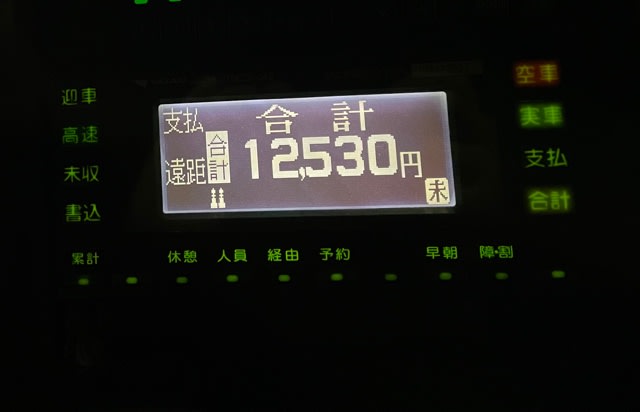 迎車
高速
未収
書込
支払 合計
遠距 合計 12,530円
未
空車
実車
支払
合計
累計 休憩 人員 経由 予約 早朝 障・割